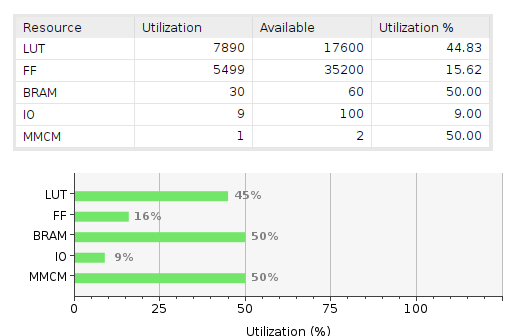 Resource Utilization Available Utilization %
LUT 7890 17600 44.83
FF 5499 35200 15.62
BRAM 30 60 50.00
IO 9 100 9.00
MMCM 1 2 50.00
LUT 45%
FF 16%
BRAM 50%
IO 9%
MMCM 50%
0 25 50 75 100
Utilization (%)